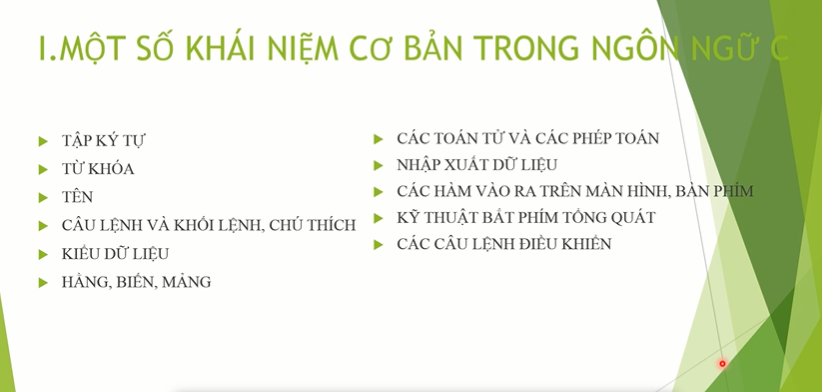 I.MỘT SỐ KHÁI NIỆM CƠ BẢN TRONG NGÔN NGỮ C
TẬP KÝ TỰ
TỪ KHÓA
TÊN
CÂU LỆNH VÀ KHỐI LỆNH, CHÚ THÍCH
KIỂU DỮ LIỆU
HẰNG, BIẾN, MẢNG
CÁC TOÁN TỬ VÀ CÁC PHÉP TOÁN
NHẬP XUẤT DỮ LIỆU
CÁC HÀM VÀO RA TRÊN MÀN HÌNH, BÀN PHÍM
KỸ THUẬT BẮT PHÍM TỔNG QUÁT
CÁC CÂU LỆNH ĐIỀU KHIỂN